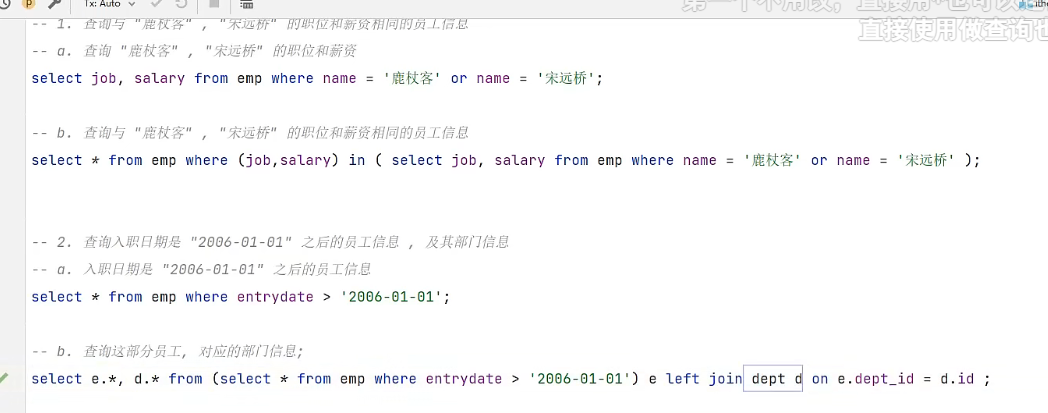 Tx: Auto
第一个不用改，直接用*也可以
直接使用做查询也
-- 1. 查询与 "鹿杖客" , "宋远桥" 的职位和薪资相同的员工信息
-- a. 查询 "鹿杖客" , "宋远桥" 的职位和薪资
select job, salary from emp where name = '鹿杖客' or name = '宋远桥';
-- b. 查询与 "鹿杖客" , "宋远桥" 的职位和薪资相同的员工信息
select * from emp where (job,salary) in ( select job, salary from emp where name = '鹿杖客' or name = '宋远桥' );
-- 2. 查询入职日期是 "2006-01-01" 之后的员工信息 , 及其部门信息
-- a. 入职日期是 "2006-01-01" 之后的员工信息
select * from emp where entrydate > '2006-01-01';
-- b. 查询这部分员工, 对应的部门信息;
select e.*, d.* from (select * from emp where entrydate > '2006-01-01') e left join dept d on e.dept_id = d.id ;